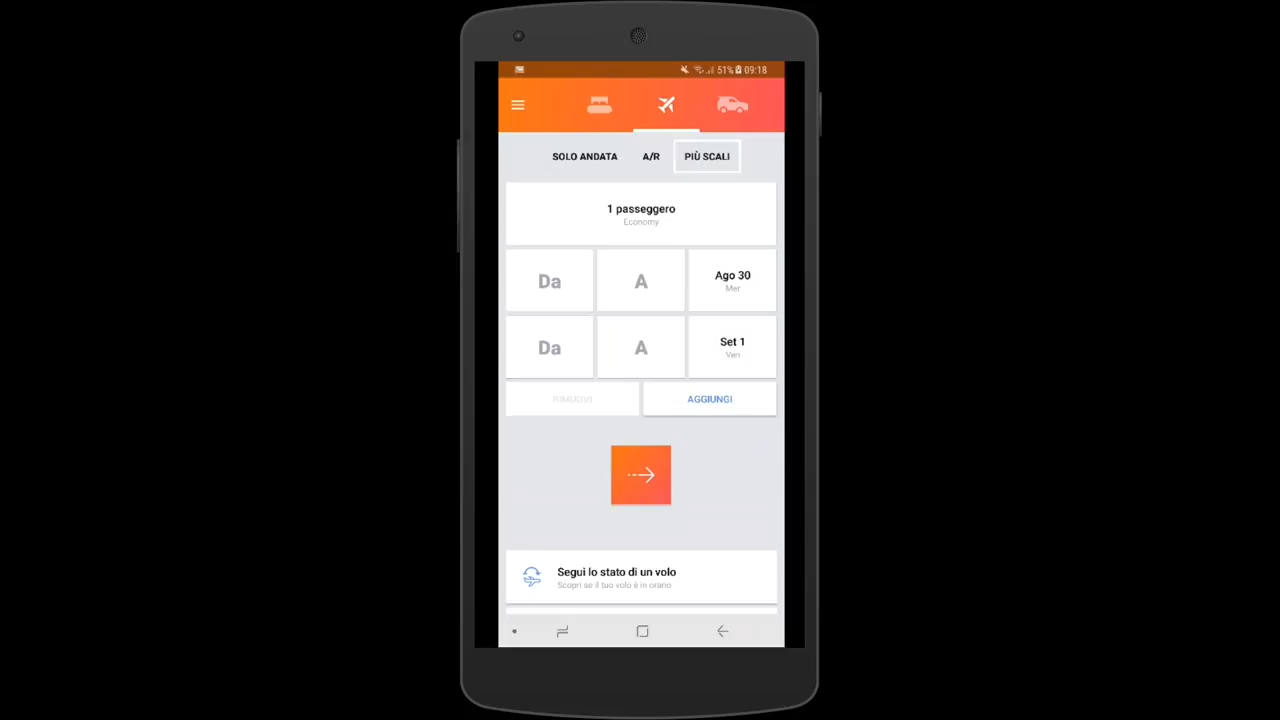 51% 09:18
SOLO ANDATA A/R PIÙ SCALI
1 passeggero
Economy
Da A Ago 30
Mer
Da A Set 1
Ven
RIMUOVI AGGIUNGI
Segui lo stato di un volo
Scopri se il tuo volo è in orario